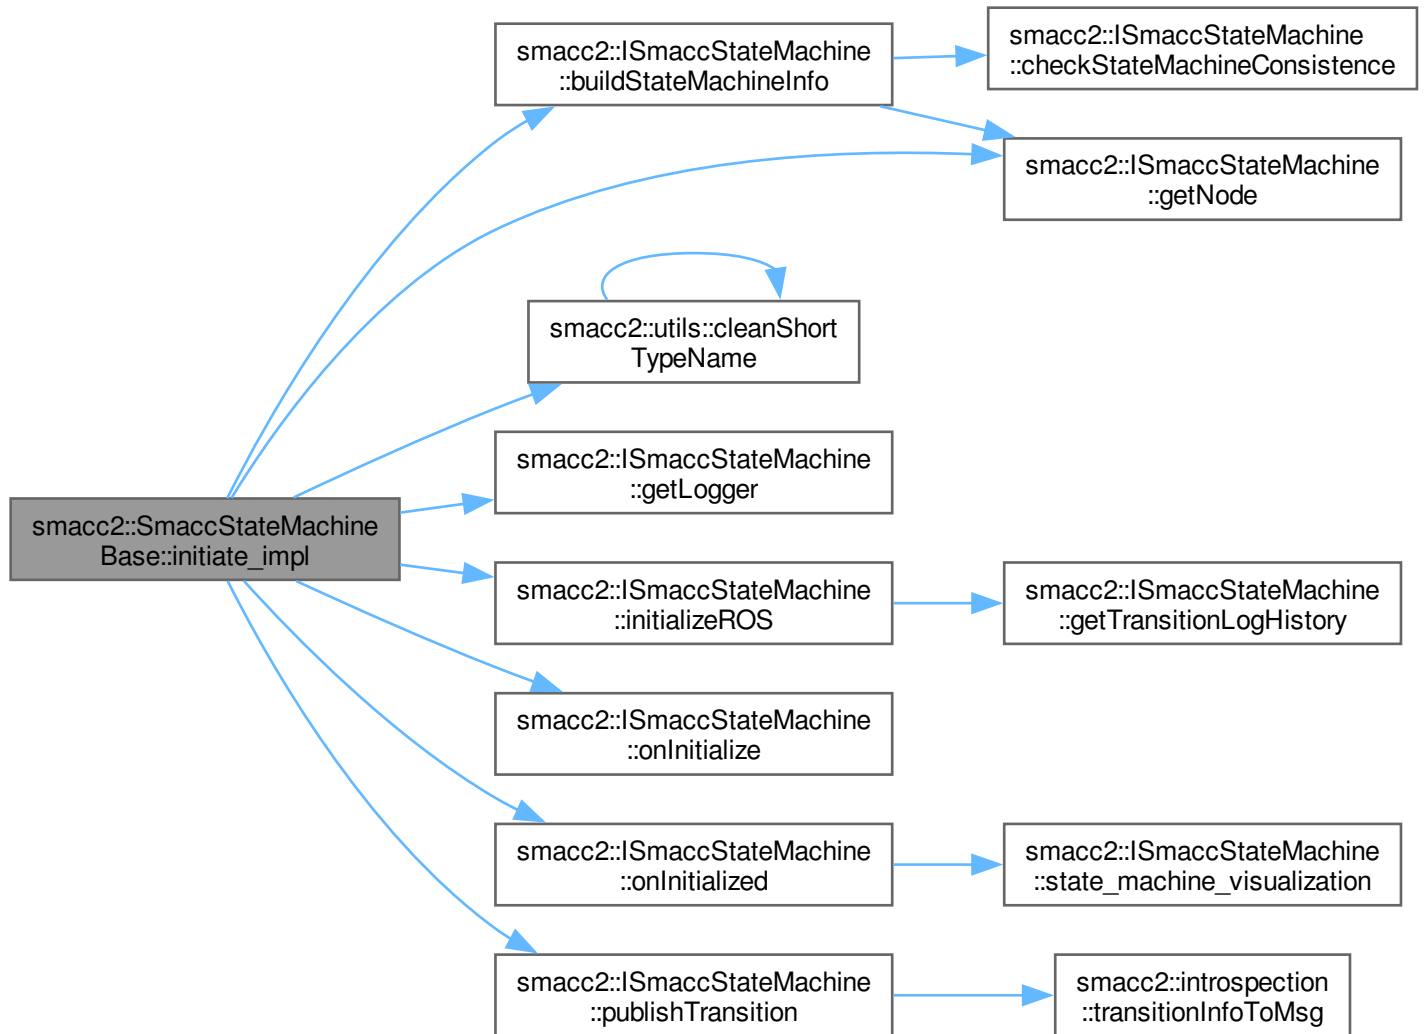 smacc2::ISmaccStateMachine
::buildStateMachineInfo
smacc2::ISmaccStateMachine
::checkStateMachineConsistence
smacc2::ISmaccStateMachine
::getNode
smacc2::utils::cleanShort
TypeName
smacc2::ISmaccStateMachine
::getLogger
smacc2::SmaccStateMachine
Base::initiate_impl
smacc2::ISmaccStateMachine
::initializeROS
smacc2::ISmaccStateMachine
::getTransitionLogHistory
smacc2::ISmaccStateMachine
::onInitialize
smacc2::ISmaccStateMachine
::onInitialized
smacc2::ISmaccStateMachine
::state_machine_visualization
smacc2::ISmaccStateMachine
::publishTransition
smacc2::introspection
::transitionInfoToMsg